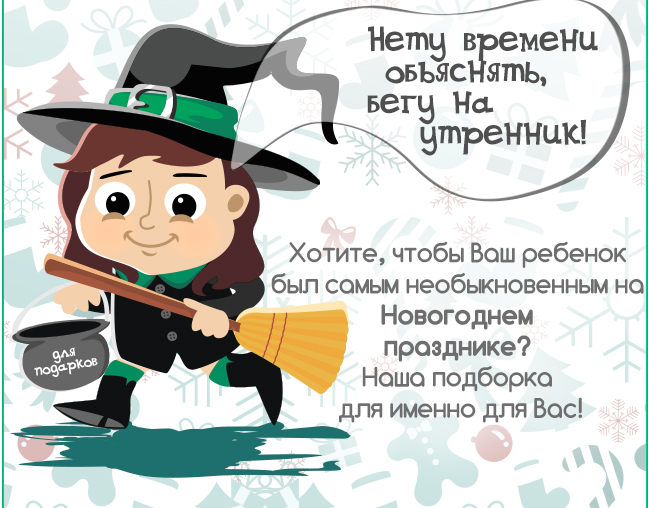 Нету времени
объяснять,
бегу на
утренник!
Хотите, чтобы Ваш ребенок
был самым необыкновенным на
Новогоднем
празднике?
Наша подборка
для именно для Вас!
для
подарков